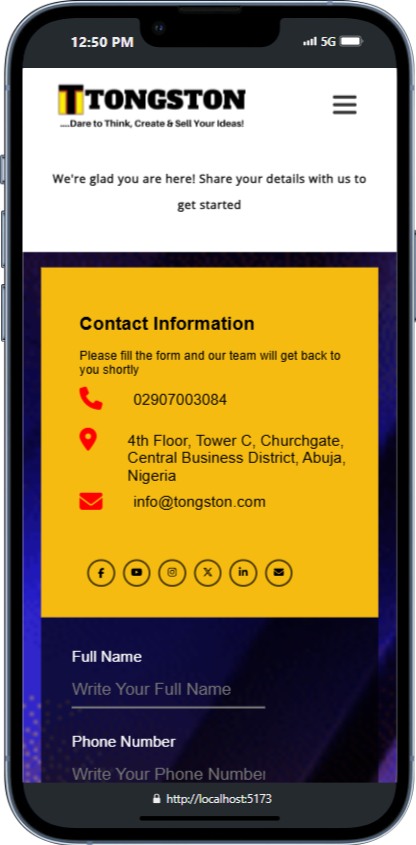 12:50 PM
5G
TTONGSTON
....Dare to Think, Create & Sell Your Ideas!
We're glad you are here! Share your details with us to
get started
Contact Information
Please fill the form and our team will get back to
you shortly
02907003084
4th Floor, Tower C, Churchgate,
Central Business District, Abuja,
Nigeria
info@tongston.com
Full Name
Write Your Full Name
Phone Number
Write Your Phone Number
http://localhost:5173